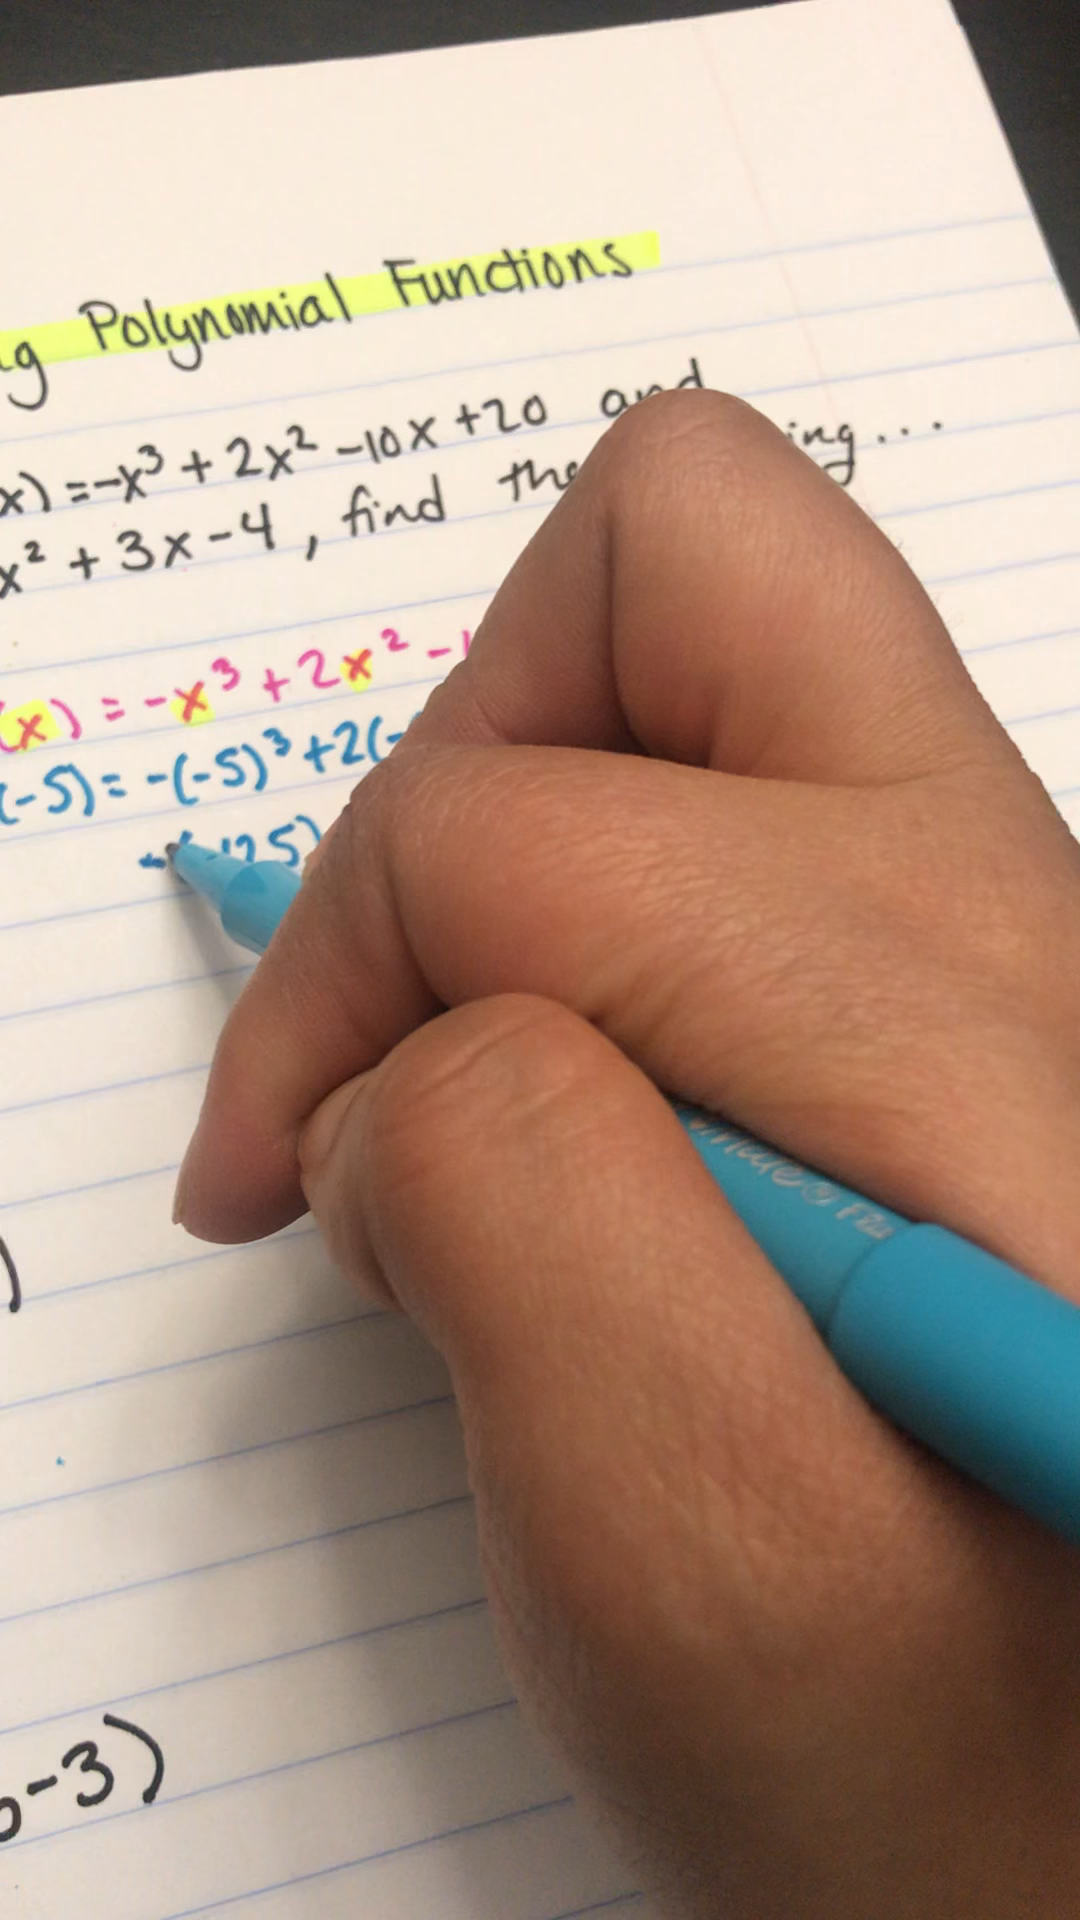 g Polynomial Functions
x) = -x³ + 2x² - 10x + 20 and
x² + 3x - 4, find the ing...
(x) = -x³ + 2x² -
(-5) = -(-5)³ + 2(-
-(-125)
)
-3)